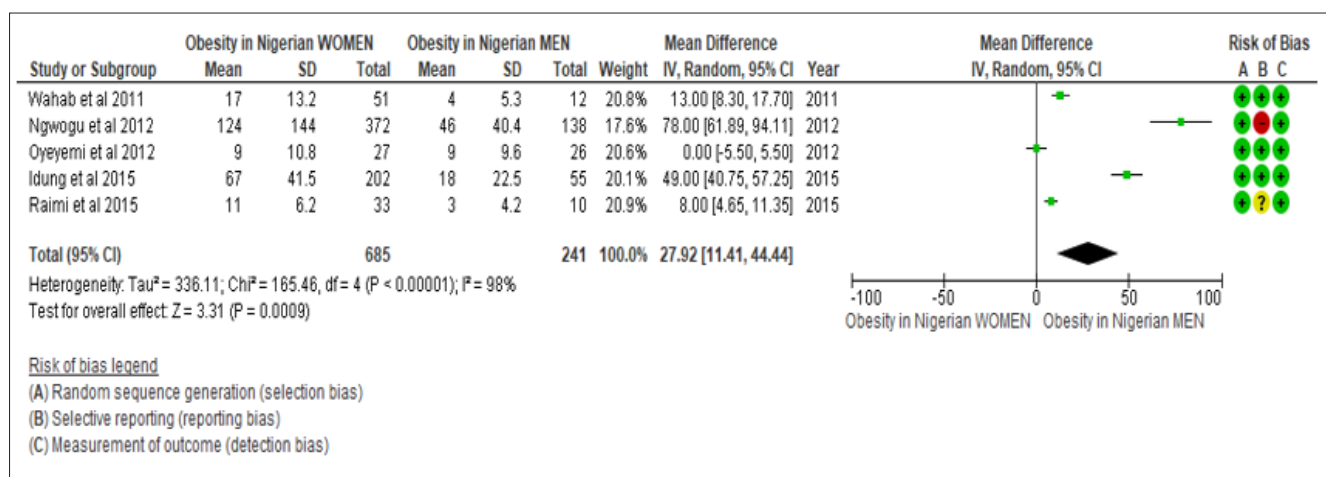 Obesity in Nigerian WOMEN Obesity in Nigerian MEN Mean Difference Mean Difference Risk of Bias
Study or Subgroup Mean SD Total Mean SD Total Weight IV, Random, 95% CI Year IV, Random, 95% CI A B C
Wahab et al 2011 17 13.2 51 4 5.3 12 20.8% 13.00 [8.30, 17.70] 2011 + + +
Ngwogu et al 2012 124 144 372 46 40.4 138 17.6% 78.00 [61.89, 94.11] 2012 + - +
Oyeyemi et al 2012 9 10.8 27 9 9.6 26 20.6% 0.00 [-5.50, 5.50] 2012 + + +
Idung et al 2015 67 41.5 202 18 22.5 55 20.1% 49.00 [40.75, 57.25] 2015 + + +
Raimi et al 2015 11 6.2 33 3 4.2 10 20.9% 8.00 [4.65, 11.35] 2015 + ? +
Total (95% CI) 685 241 100.0% 27.92 [11.41, 44.44]
Heterogeneity: Tau² = 336.11; Chi² = 165.46, df = 4 (P < 0.00001); I² = 98%
Test for overall effect: Z = 3.31 (P = 0.0009)
-100 -50 0 50 100
Obesity in Nigerian WOMEN Obesity in Nigerian MEN
Risk of bias legend
(A) Random sequence generation (selection bias)
(B) Selective reporting (reporting bias)
(C) Measurement of outcome (detection bias)